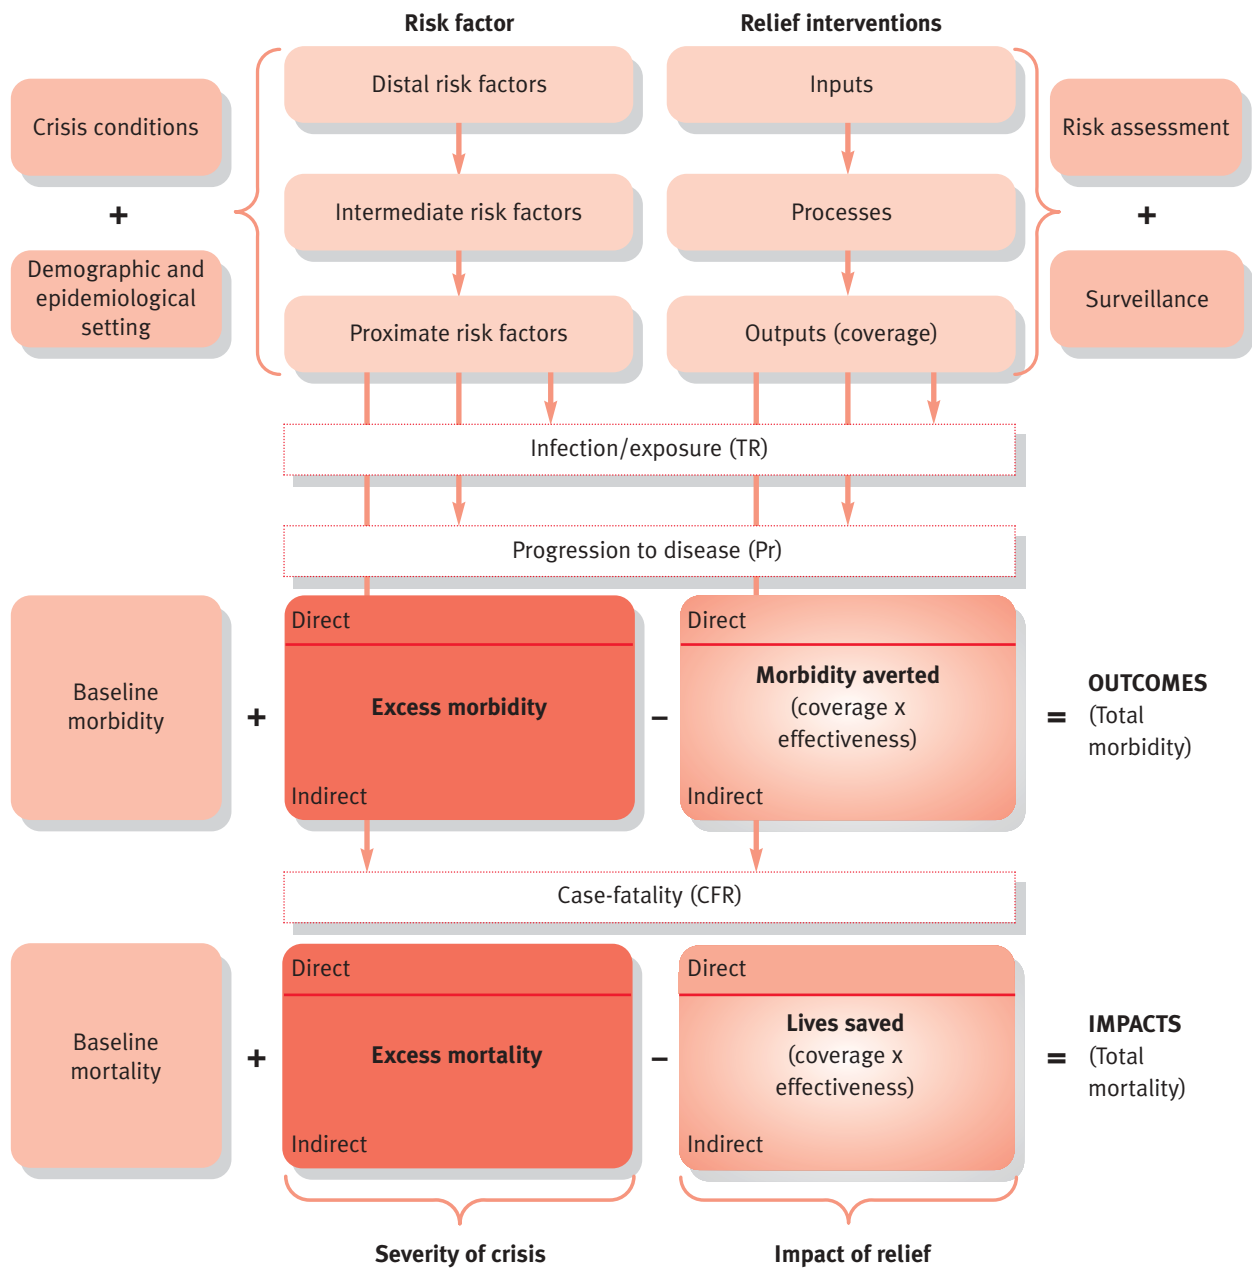 Risk factor
Relief interventions
Distal risk factors
Inputs
Crisis conditions
Risk assessment
+
+
Intermediate risk factors
Processes
Demographic and
epidemiological
setting
Surveillance
Proximate risk factors
Outputs (coverage)
Infection/exposure (TR)
Progression to disease (Pr)
Baseline
morbidity
+
Direct
Excess morbidity
Indirect
–
Direct
Morbidity averted
(coverage x
effectiveness)
Indirect
=
OUTCOMES
(Total
morbidity)
Case-fatality (CFR)
Baseline
mortality
+
Direct
Excess mortality
Indirect
–
Direct
Lives saved
(coverage x
effectiveness)
Indirect
=
IMPACTS
(Total
mortality)
Severity of crisis
Impact of relief